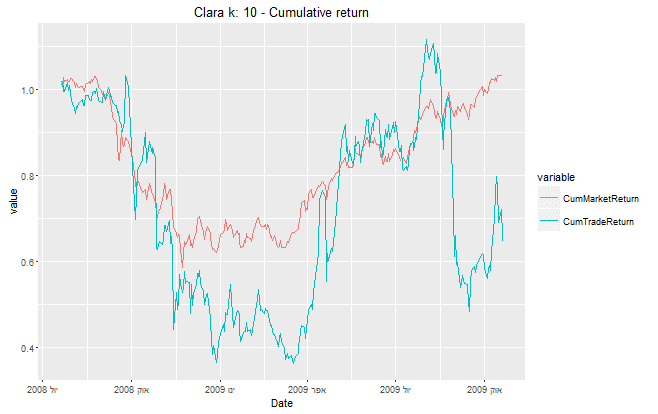 Clara k: 10 - Cumulative return
value
1.0
0.8
0.6
0.4
2008 יול
2008 אוק
2009 ינו
2009 אפר
2009 יול
2009 אוק
Date
variable
CumMarketReturn
CumTradeReturn